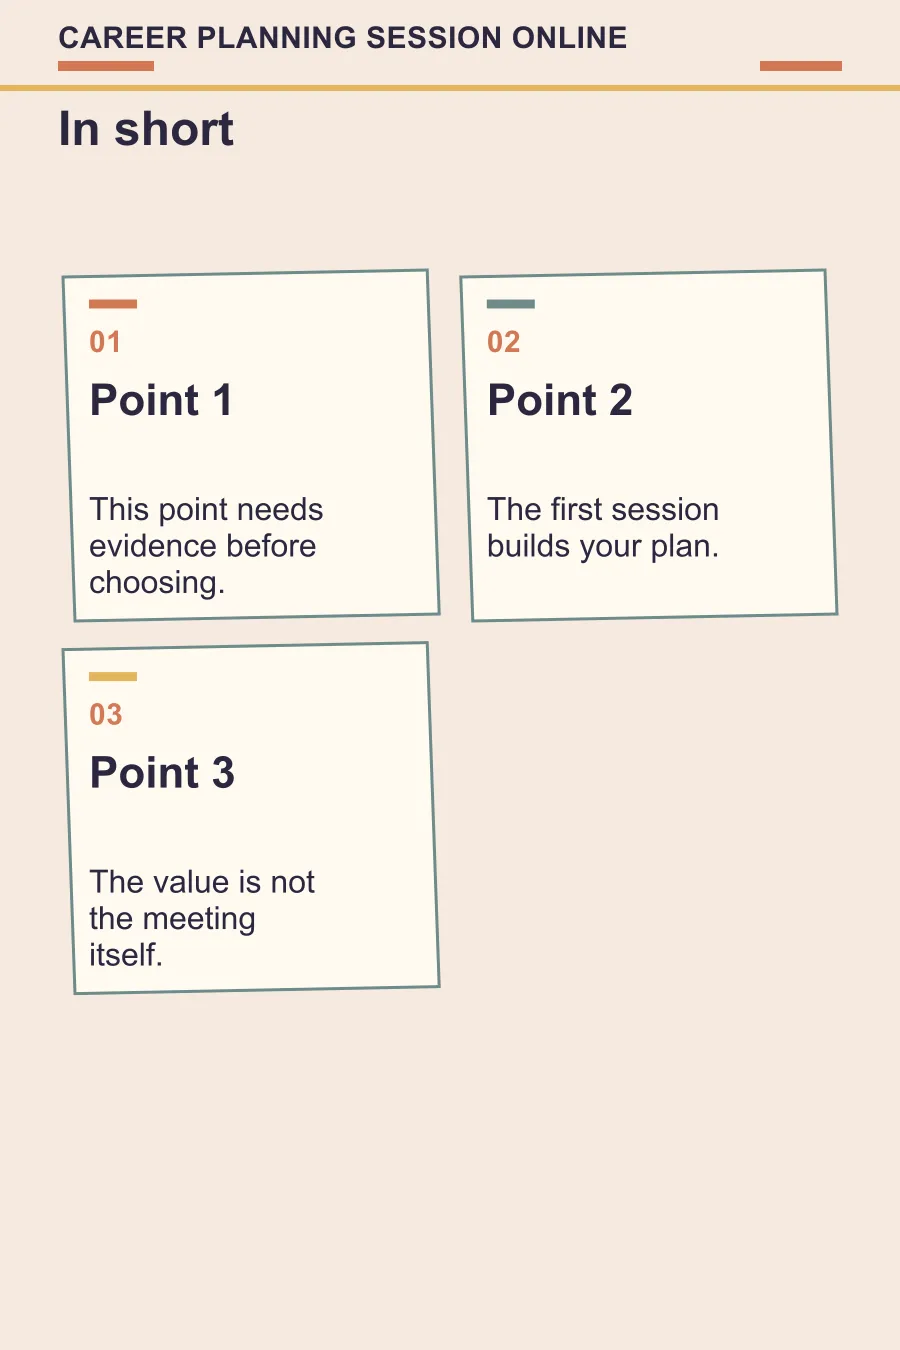 CAREER PLANNING SESSION ONLINE
In short
01
Point 1
This point needs
evidence before
choosing.
02
Point 2
The first session
builds your plan.
03
Point 3
The value is not
the meeting
itself.